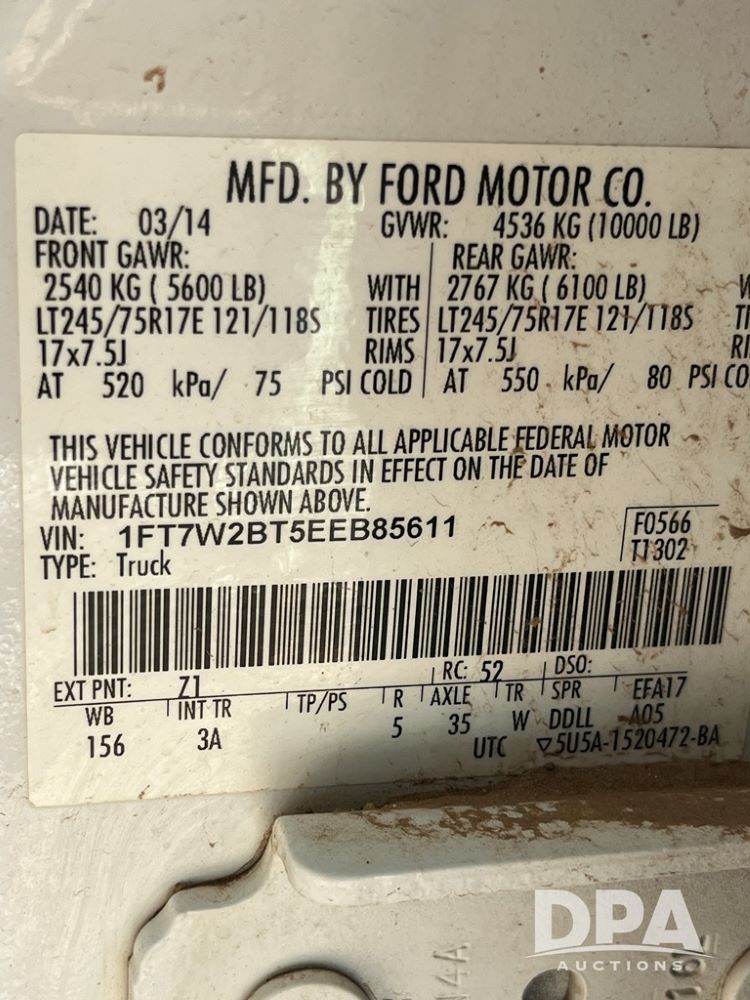 MFD. BY FORD MOTOR CO.
DATE: 03/14 GVWR: 4536 KG (10000 LB)
FRONT GAWR: REAR GAWR:
2540 KG ( 5600 LB) WITH 2767 KG ( 6100 LB)
LT245/75R17E 121/118S TIRES LT245/75R17E 121/118S
17x7.5J RIMS 17x7.5J
AT 520 kPa/ 75 PSI COLD AT 550 kPa/ 80 PSI CO
THIS VEHICLE CONFORMS TO ALL APPLICABLE FEDERAL MOTOR
VEHICLE SAFETY STANDARDS IN EFFECT ON THE DATE OF
MANUFACTURE SHOWN ABOVE.
VIN: 1FT7W2BT5EEB85611 F0566
TYPE: Truck T1302
EXT PNT: Z1 RC: 52 DSO:
WB INT TR TP/PS R AXLE TR SPR EFA17
156 3A 5 35 W DDLL A05
UTC ▽5U5A-1520472-BA
14A
DPA
AUCTIONS